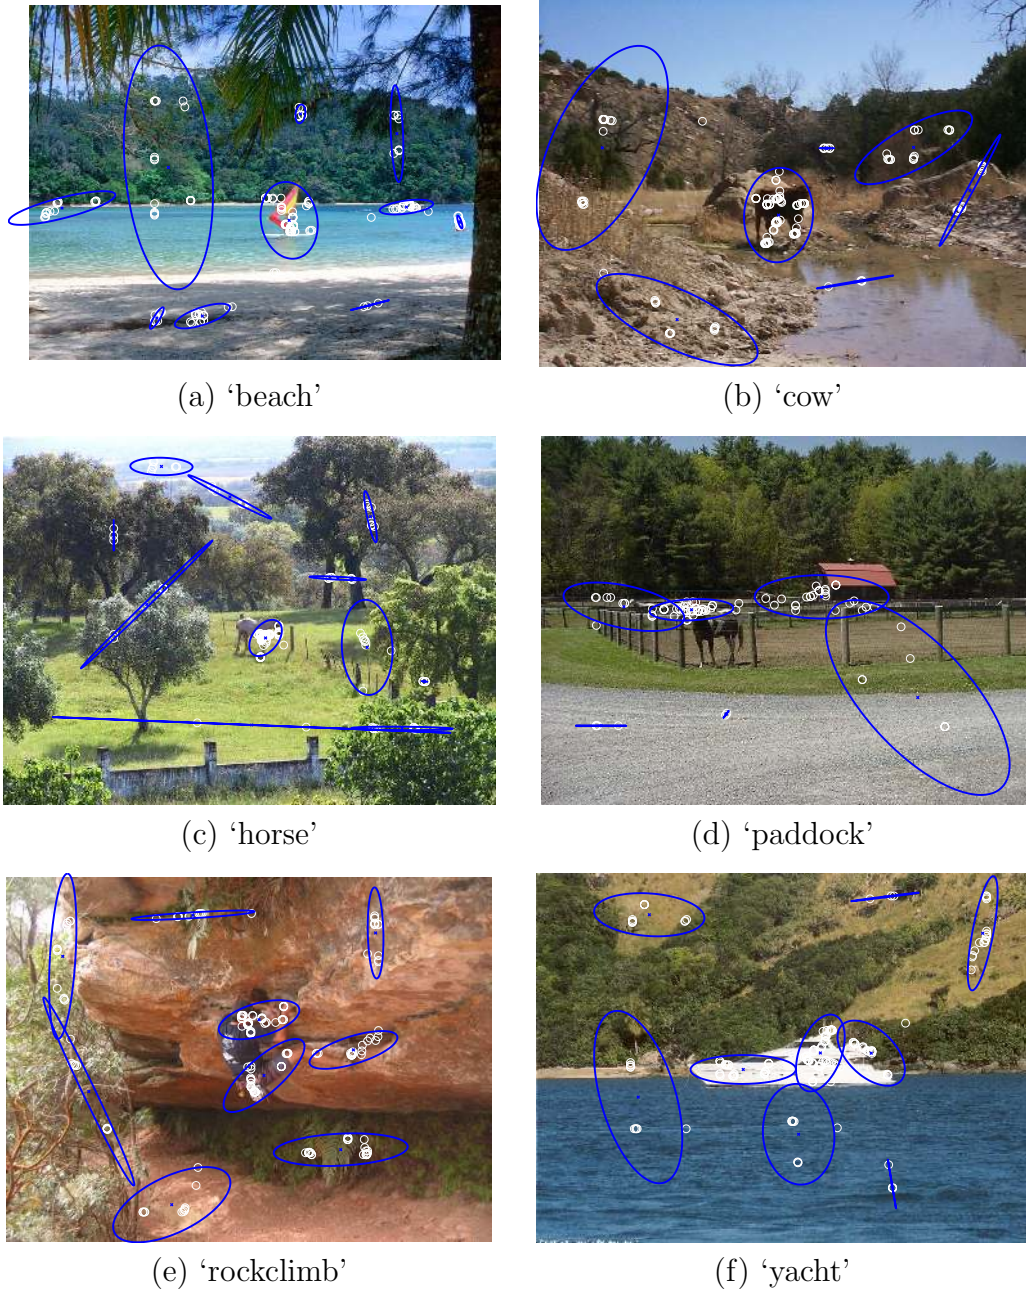 (a) ‘beach’
(b) ‘cow’
(c) ‘horse’
(d) ‘paddock’
(e) ‘rockclimb’
(f) ‘yacht’